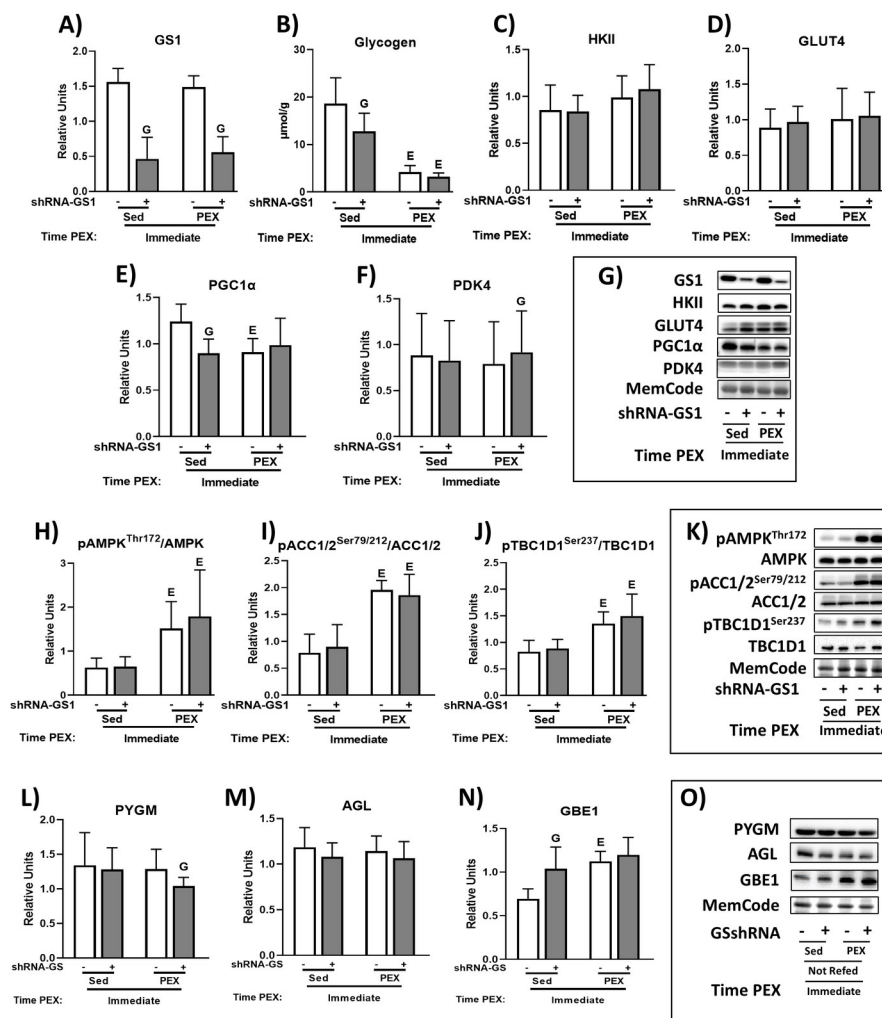 A)
GS1
Relative Units
2.0
1.5
1.0
0.5
0.0
G
G
shRNA-GS1 - + - +
Sed PEX
Time PEX: Immediate
B)
Glycogen
µmol/g
30
20
10
0
G
E
E
shRNA-GS1 - + - +
Sed PEX
Immediate
C)
HKII
Relative Units
1.5
1.0
0.5
0.0
shRNA-GS1 - + - +
Sed PEX
Immediate
D)
GLUT4
Relative Units
2.0
1.5
1.0
0.5
0.0
shRNA-GS1 - + - +
Sed PEX
Immediate
E)
PGC1α
Relative Units
1.5
1.0
0.5
0.0
G
E
shRNA-GS1 - + - +
Sed PEX
Time PEX: Immediate
F)
PDK4
Relative Units
1.5
1.0
0.5
0.0
G
shRNA-GS1 - + - +
Sed PEX
Time PEX: Immediate
G)
GS1
HKII
GLUT4
PGC1α
PDK4
MemCode
shRNA-GS1 - + - +
Sed PEX
Time PEX Immediate
H)
pAMPKThr172/AMPK
Relative Units
3
2
1
0
E
E
shRNA-GS1 - + - +
Sed PEX
Time PEX: Immediate
I)
pACC1/2Ser79/212/ACC1/2
Relative Units
2.5
2.0
1.5
1.0
0.5
0.0
E
E
shRNA-GS1 - + - +
Sed PEX
Time PEX: Immediate
J)
pTBC1D1Ser237/TBC1D1
Relative Units
2.5
2.0
1.5
1.0
0.5
0.0
E
E
shRNA-GS1 - + - +
Sed PEX
Time PEX: Immediate
K)
pAMPKThr172
AMPK
pACC1/2Ser79/212
ACC1/2
pTBC1D1Ser237
TBC1D1
MemCode
shRNA-GS1 - + - +
Sed PEX
Time PEX Immediate
L)
PYGM
Relative Units
2.0
1.5
1.0
0.5
0.0
G
shRNA-GS - + - +
Sed PEX
Time PEX: Immediate
M)
AGL
Relative Units
1.5
1.0
0.5
0.0
shRNA-GS - + - +
Sed PEX
Time PEX: Immediate
N)
GBE1
Relative Units
1.5
1.0
0.5
0.0
G
E
shRNA-GS - + - +
Sed PEX
Time PEX: Immediate
O)
PYGM
AGL
GBE1
MemCode
GSshRNA - + - +
Sed PEX
Not Refed
Time PEX Immediate